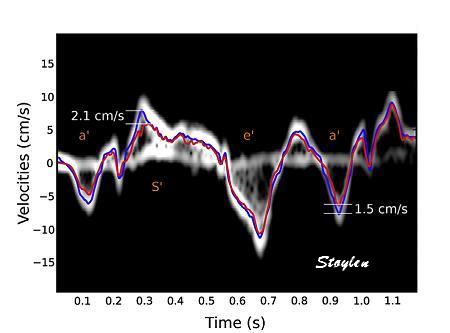 15
10
2.1 cm/s
5
a' e' a'
0
S'
-5
1.5 cm/s
-10
-15
Støylen
Velocities (cm/s)
0.1 0.2 0.3 0.4 0.5 0.6 0.7 0.8 0.9 1.0 1.1
Time (s)